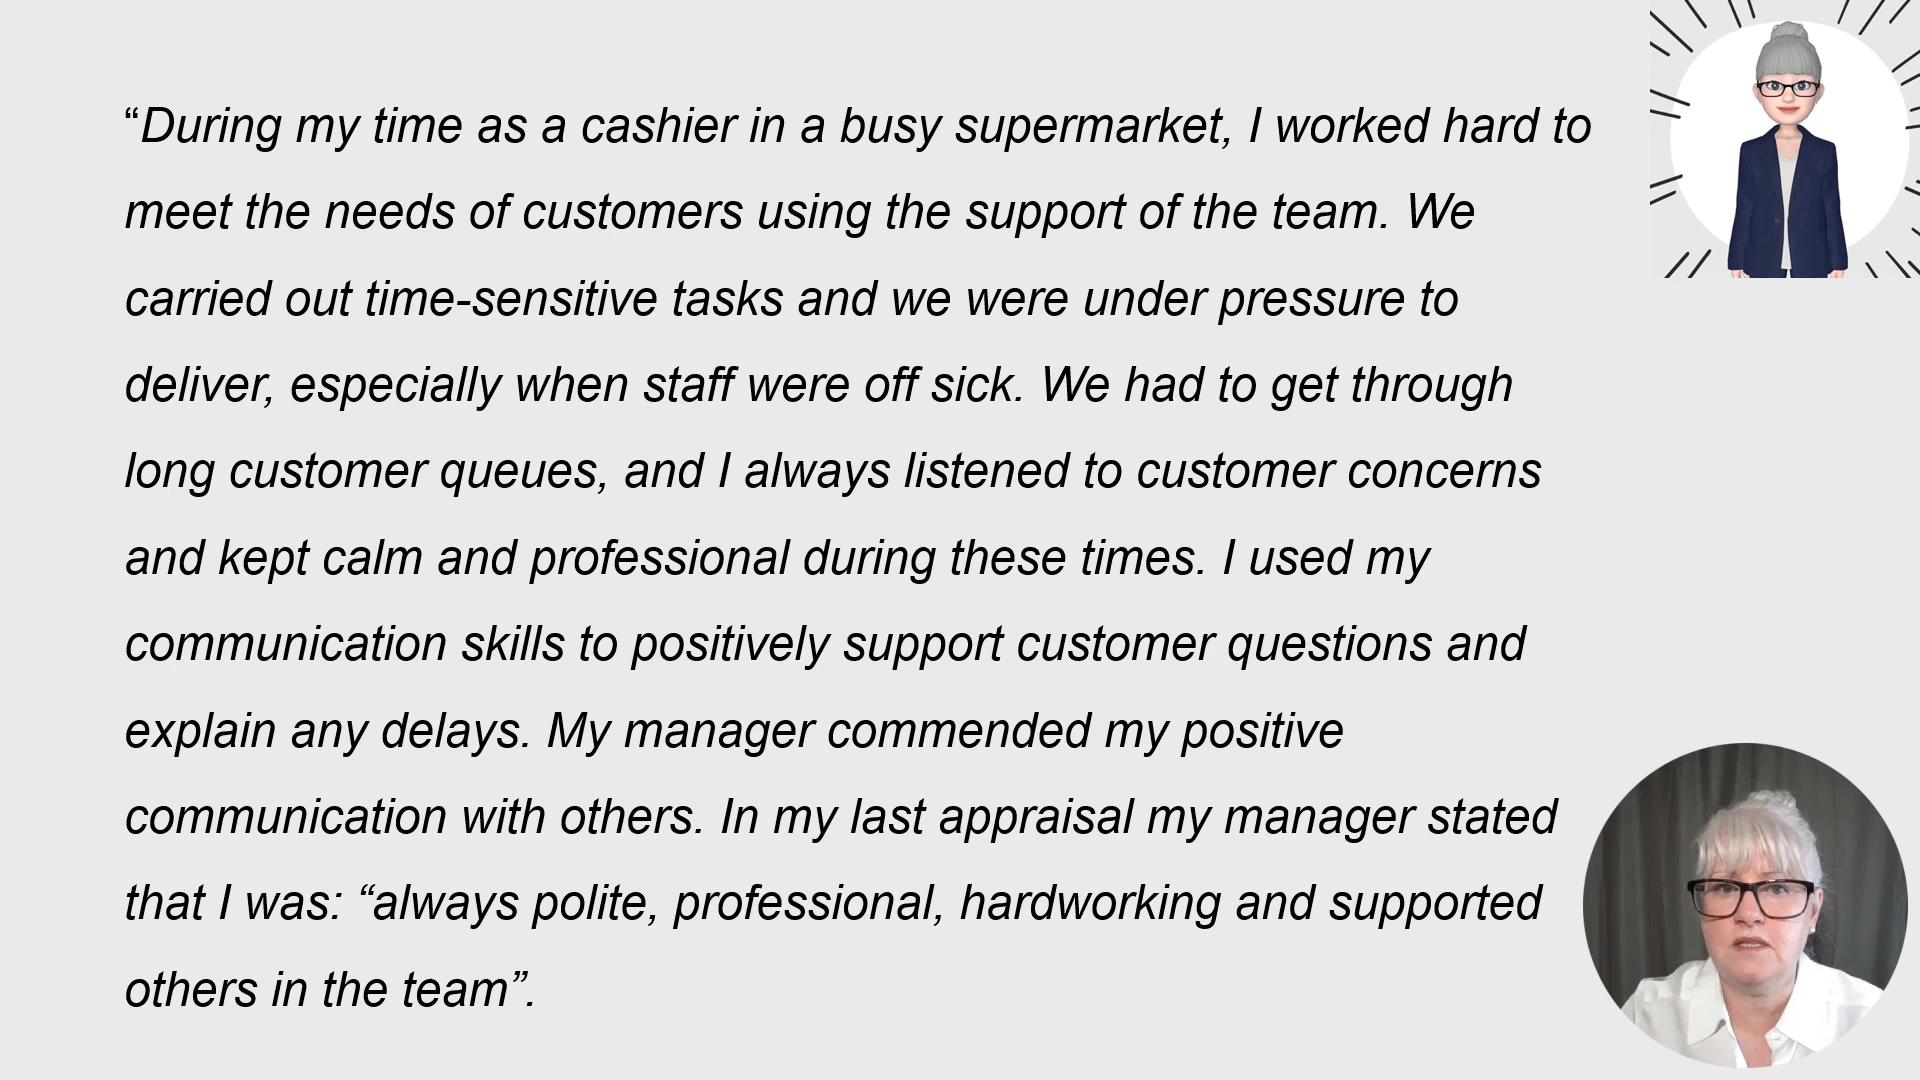 “During my time as a cashier in a busy supermarket, I worked hard to
meet the needs of customers using the support of the team. We
carried out time-sensitive tasks and we were under pressure to
deliver, especially when staff were off sick. We had to get through
long customer queues, and I always listened to customer concerns
and kept calm and professional during these times. I used my
communication skills to positively support customer questions and
explain any delays. My manager commended my positive
communication with others. In my last appraisal my manager stated
that I was: “always polite, professional, hardworking and supported
others in the team”.